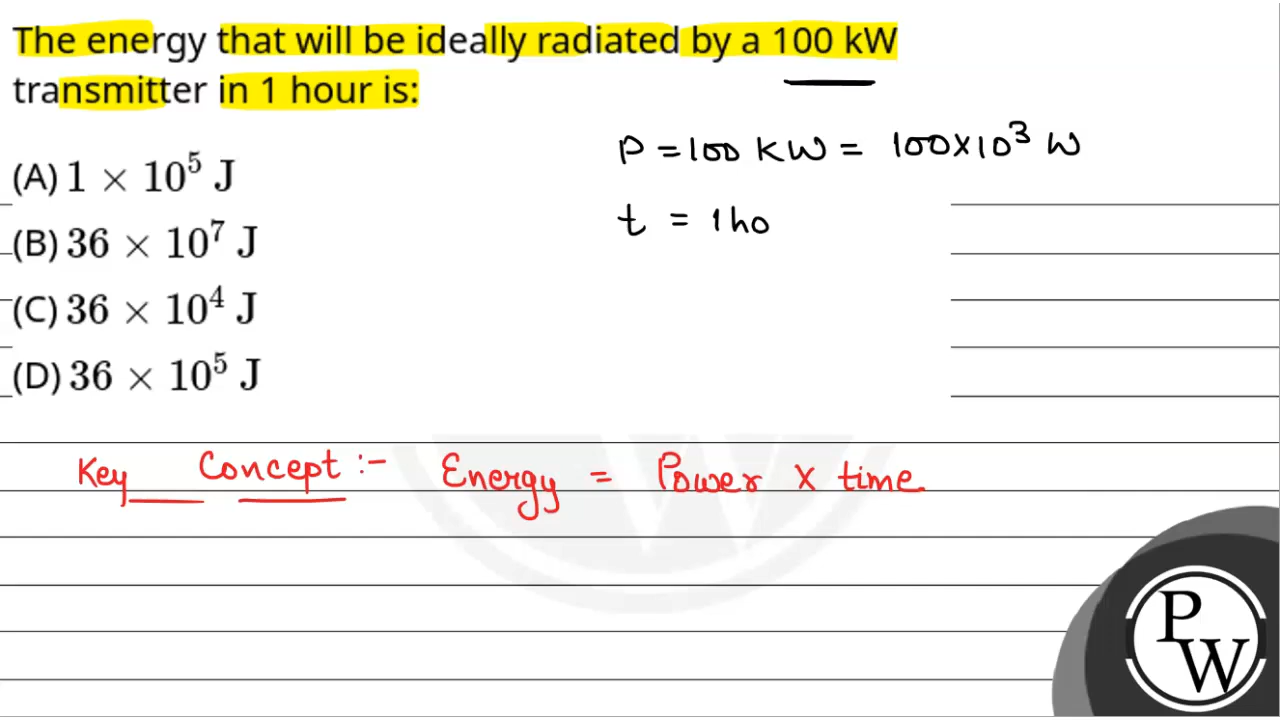 The energy that will be ideally radiated by a 100 kW
transmitter in 1 hour is:
P = 100 KW = 100×10³ W
(A) 1 × 10⁵ J
t = 1 ho
(B) 36 × 10⁷ J
(C) 36 × 10⁴ J
(D) 36 × 10⁵ J
Key Concept :- Energy = Power × time
PW